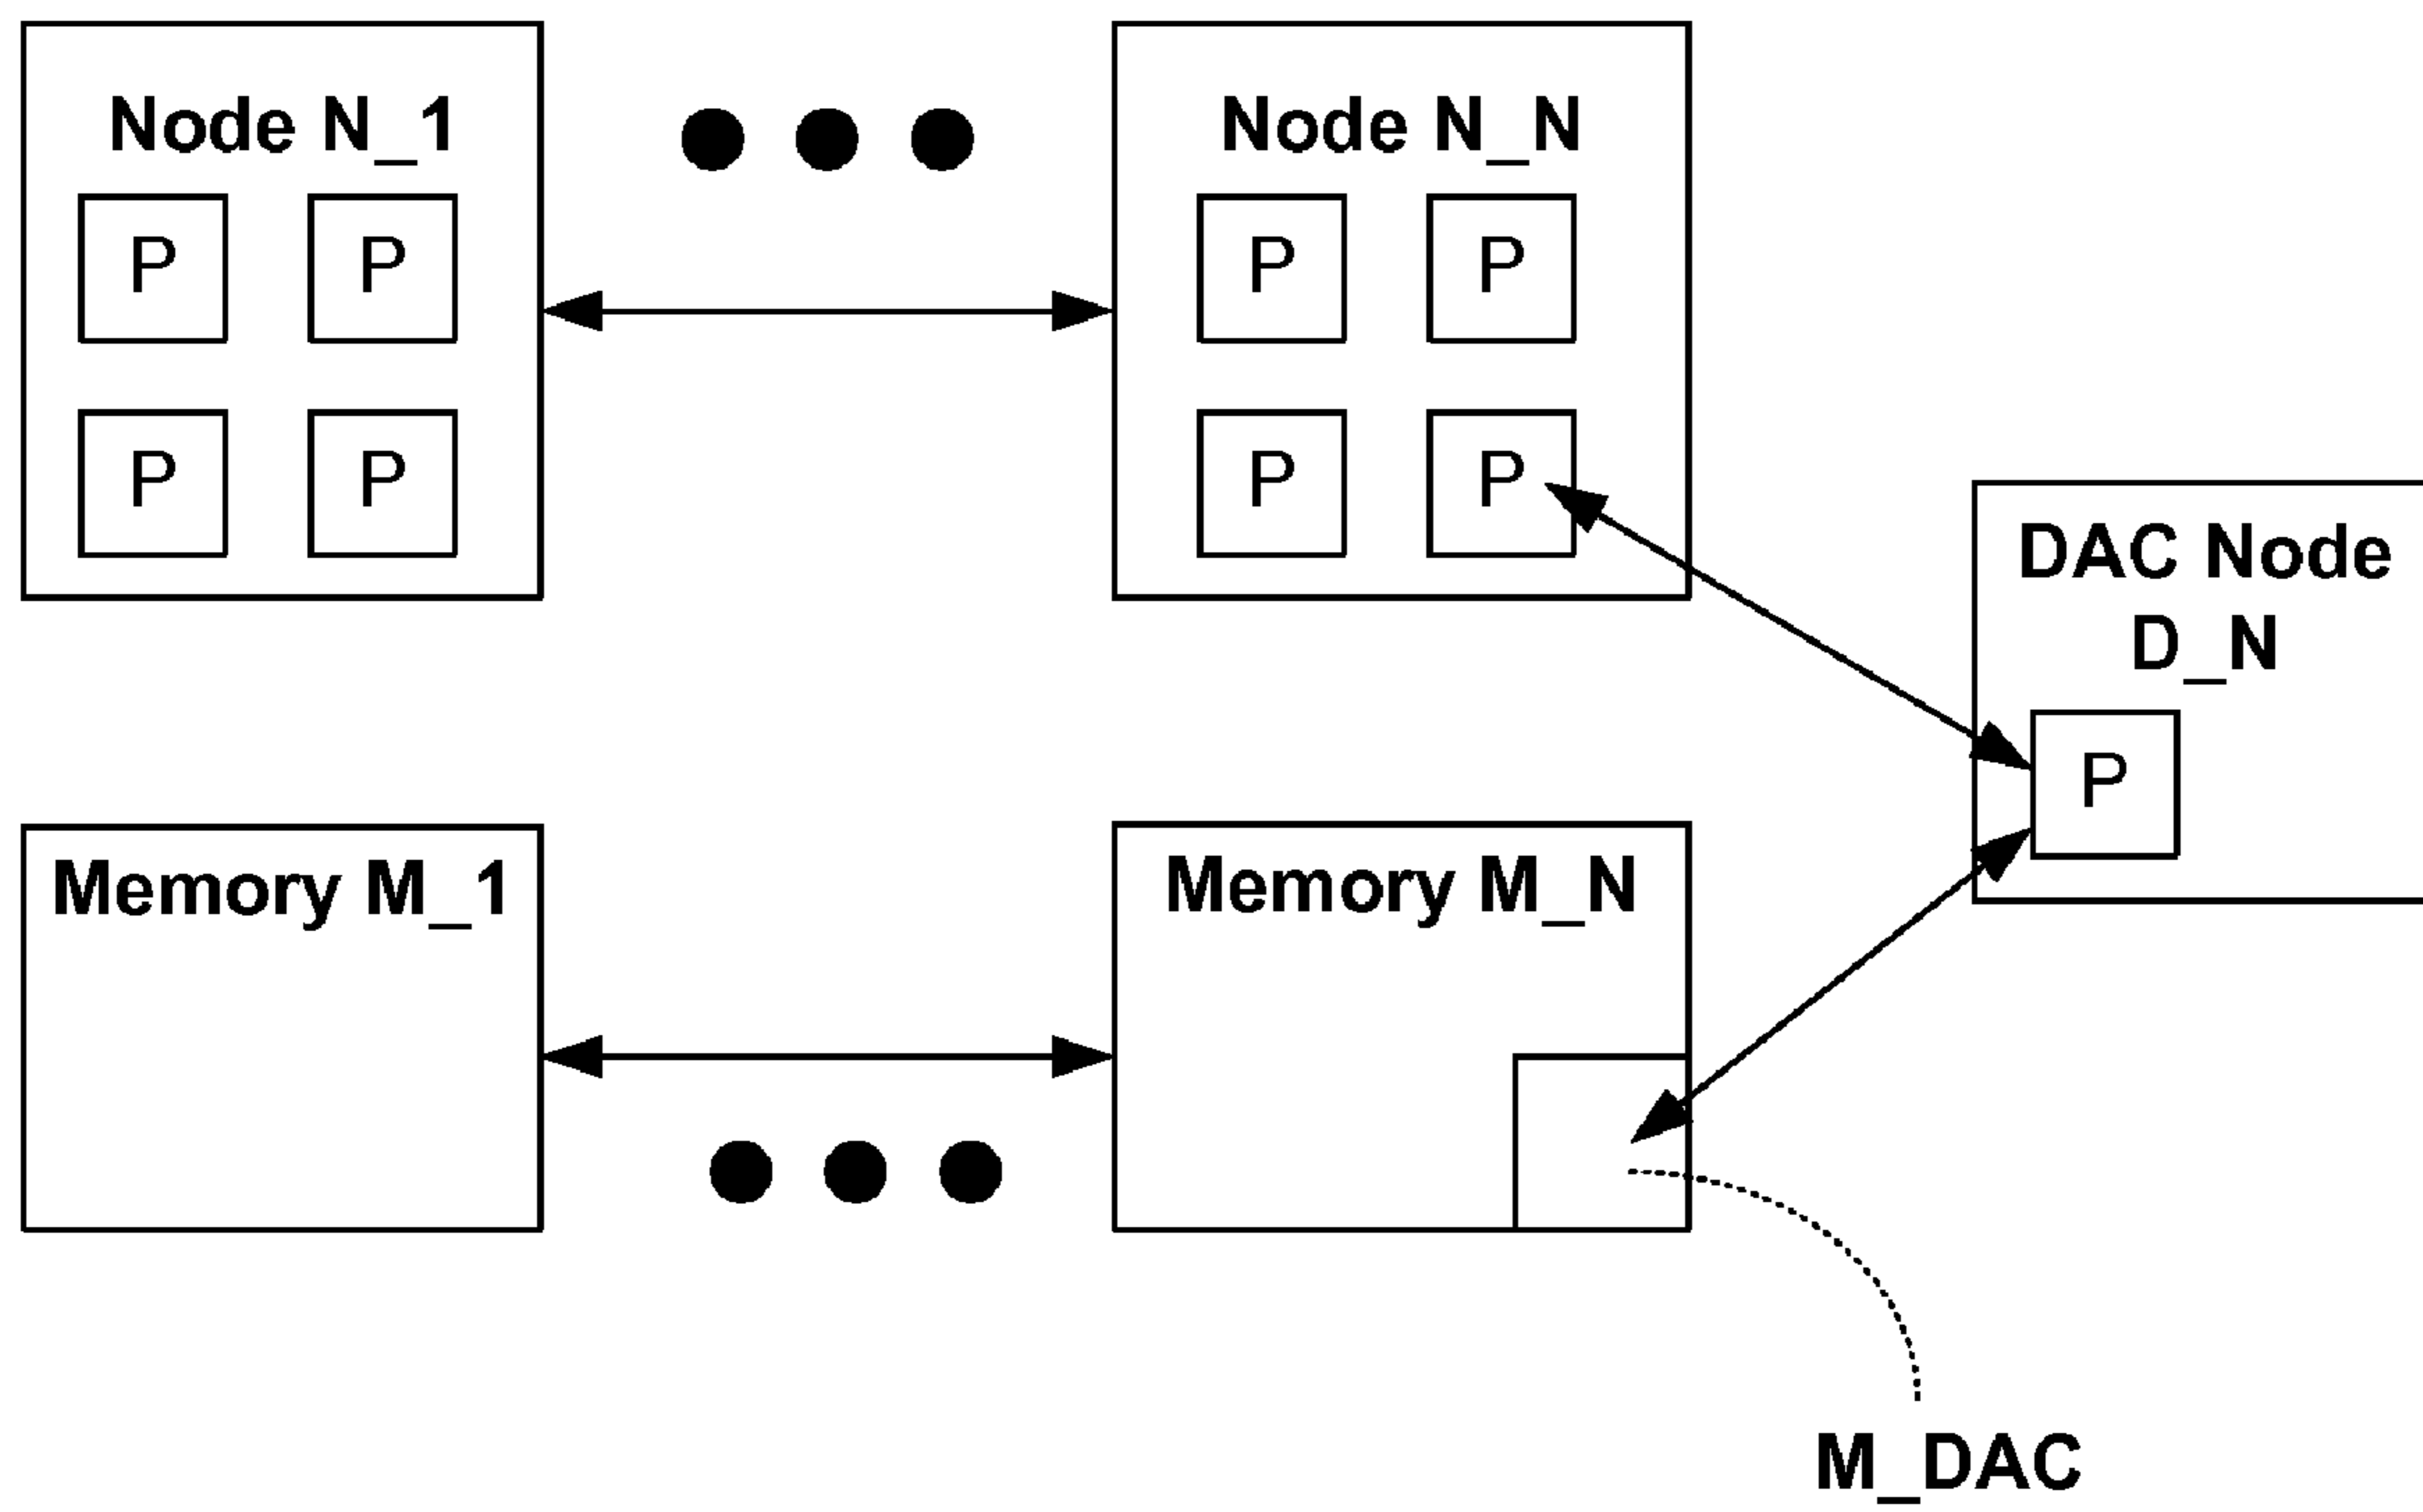 Node N_1
P P
P P
Node N_N
P P
P P
DAC Node
D_N
P
Memory M_1
Memory M_N
M_DAC